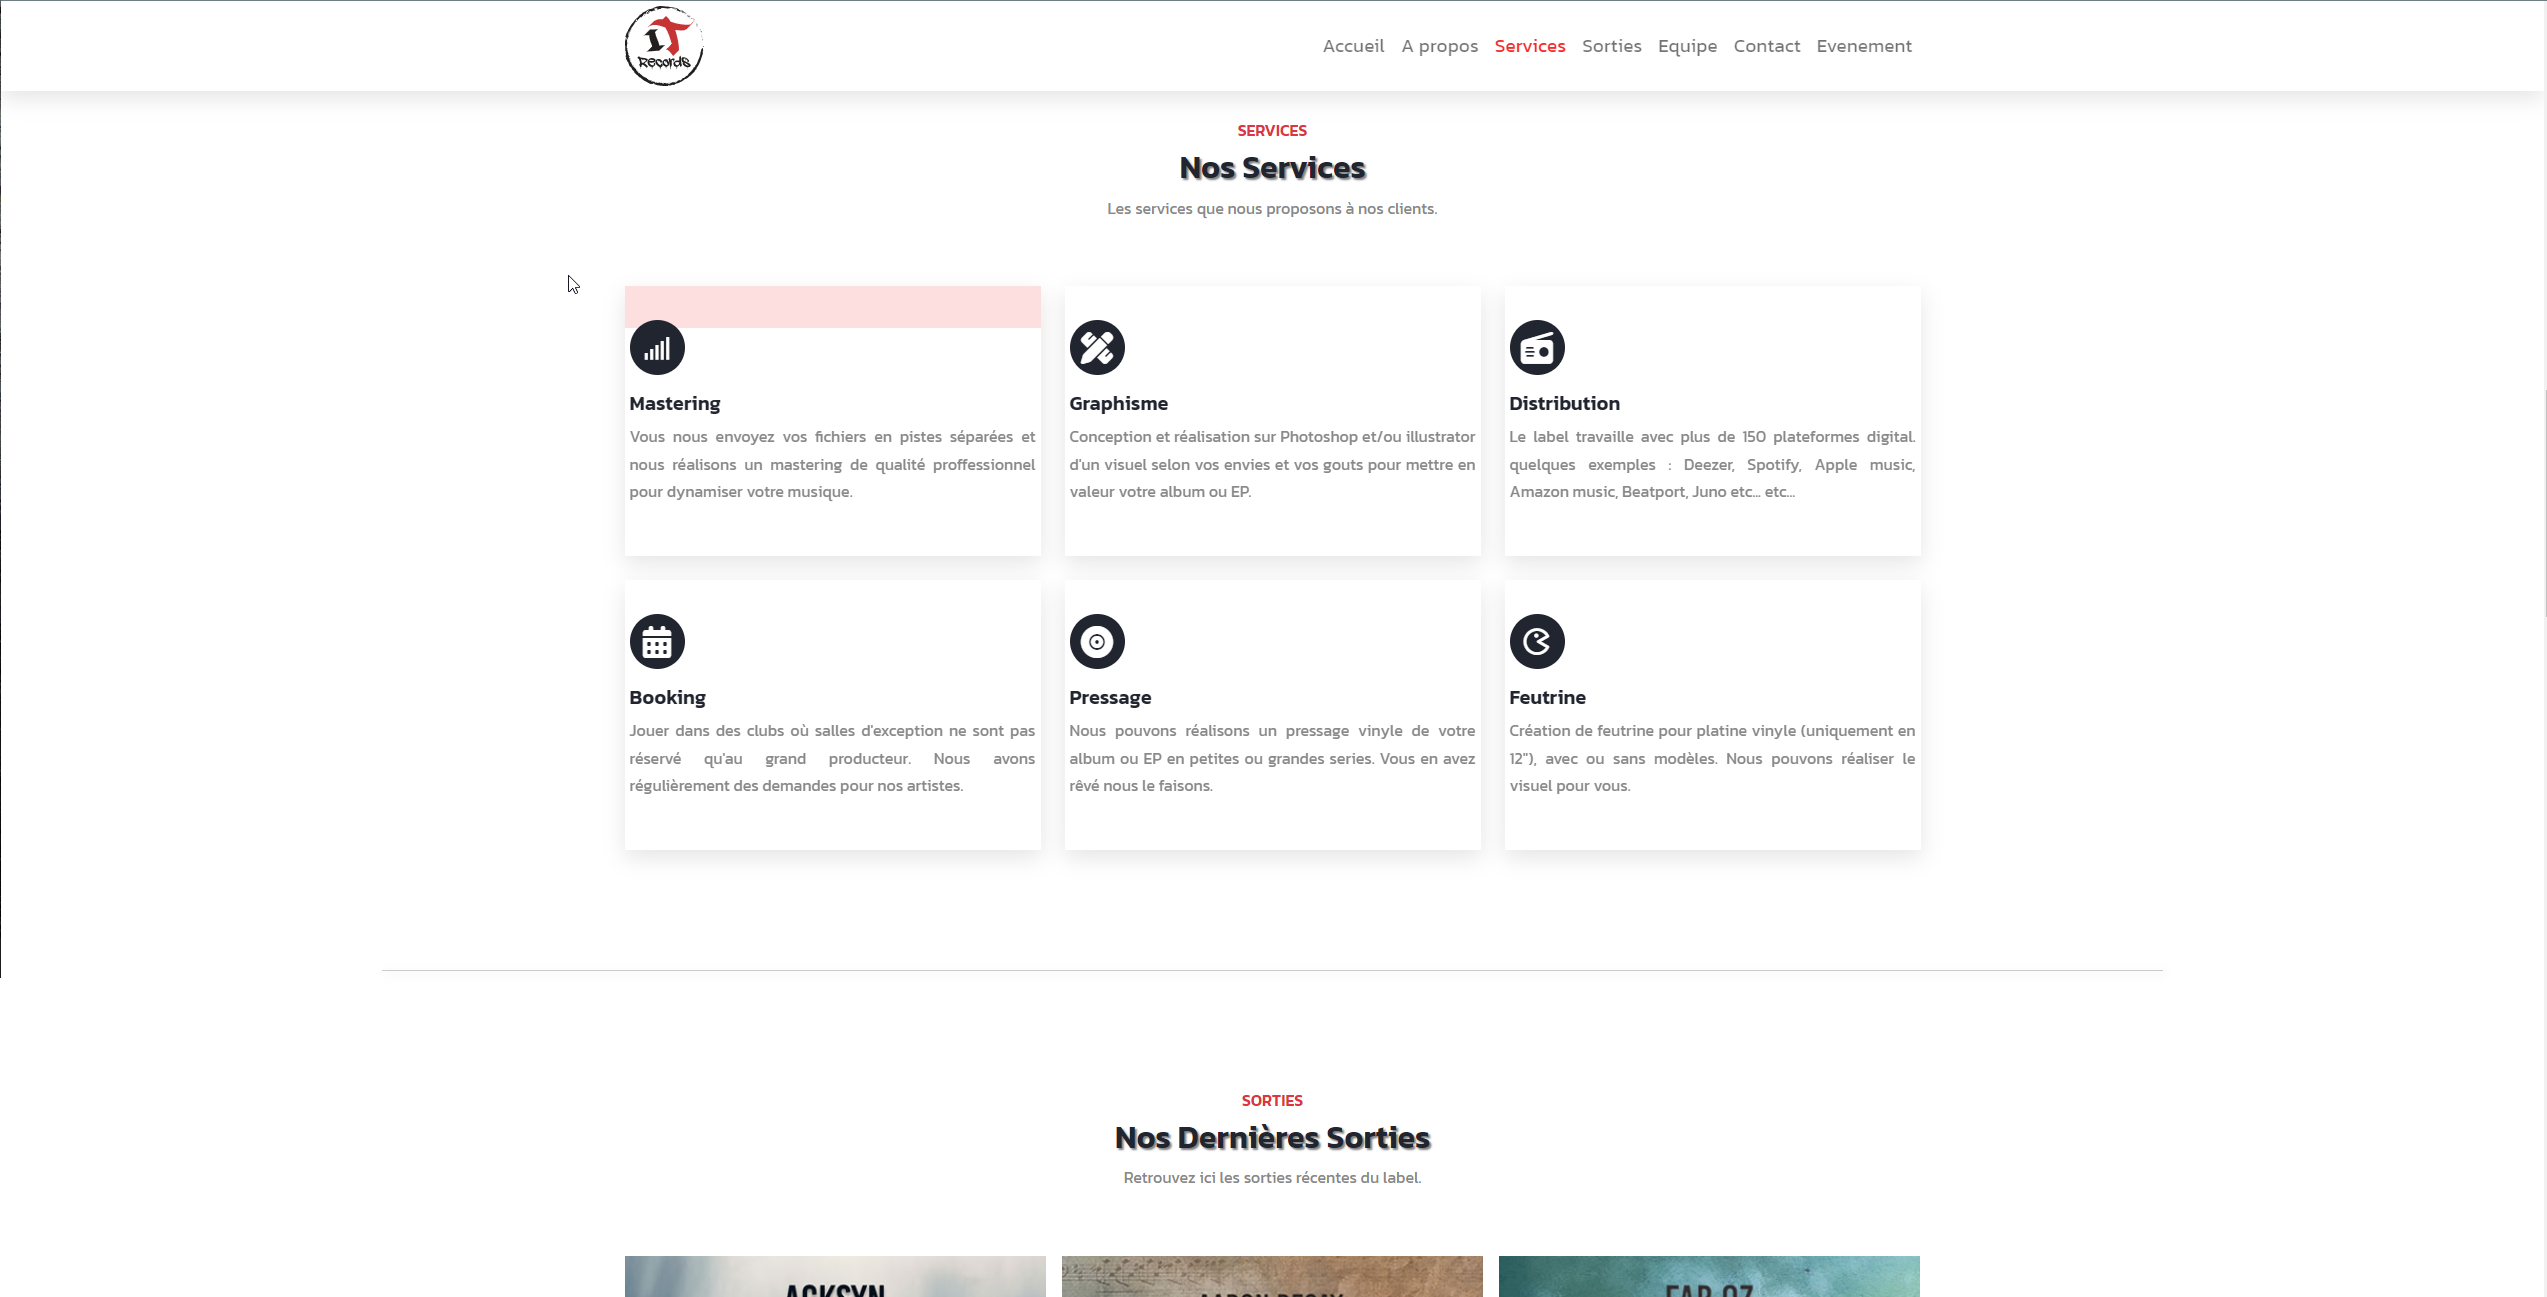 IT
Records
Accueil A propos Services Sorties Equipe Contact Evenement
SERVICES
Nos Services
Les services que nous proposons à nos clients.
Mastering
Vous nous envoyez vos fichiers en pistes séparées et
nous réalisons un mastering de qualité proffessionnel
pour dynamiser votre musique.
Graphisme
Conception et réalisation sur Photoshop et/ou illustrator
d'un visuel selon vos envies et vos gouts pour mettre en
valeur votre album ou EP.
Distribution
Le label travaille avec plus de 150 plateformes digital.
quelques exemples : Deezer, Spotify, Apple music,
Amazon music, Beatport, Juno etc... etc...
Booking
Jouer dans des clubs où salles d'exception ne sont pas
réservé qu'au grand producteur. Nous avons
régulièrement des demandes pour nos artistes.
Pressage
Nous pouvons réalisons un pressage vinyle de votre
album ou EP en petites ou grandes series. Vous en avez
rêvé nous le faisons.
Feutrine
Création de feutrine pour platine vinyle (uniquement en
12"), avec ou sans modèles. Nous pouvons réaliser le
visuel pour vous.
SORTIES
Nos Dernières Sorties
Retrouvez ici les sorties récentes du label.
ACKSYN